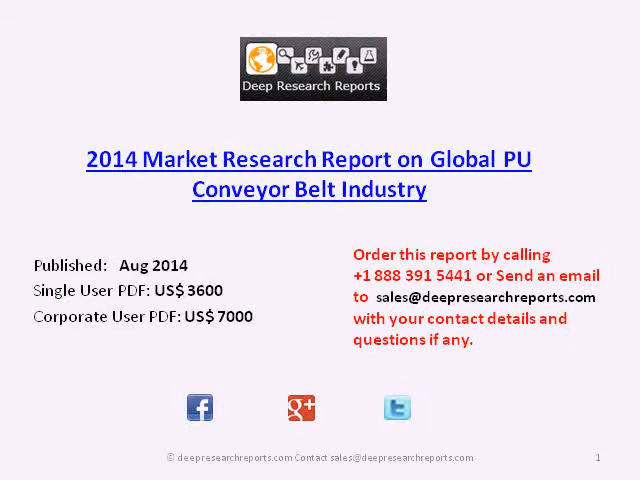 Deep Research Reports
2014 Market Research Report on Global PU
Conveyor Belt Industry
Published: Aug 2014
Single User PDF: US$ 3600
Corporate User PDF: US$ 7000
Order this report by calling
+1 888 391 5441 or Send an email
to sales@deepresearchreports.com
with your contact details and
questions if any.
f
g+
t
© deepresearchreports.com Contact sales@deepresearchreports.com
1